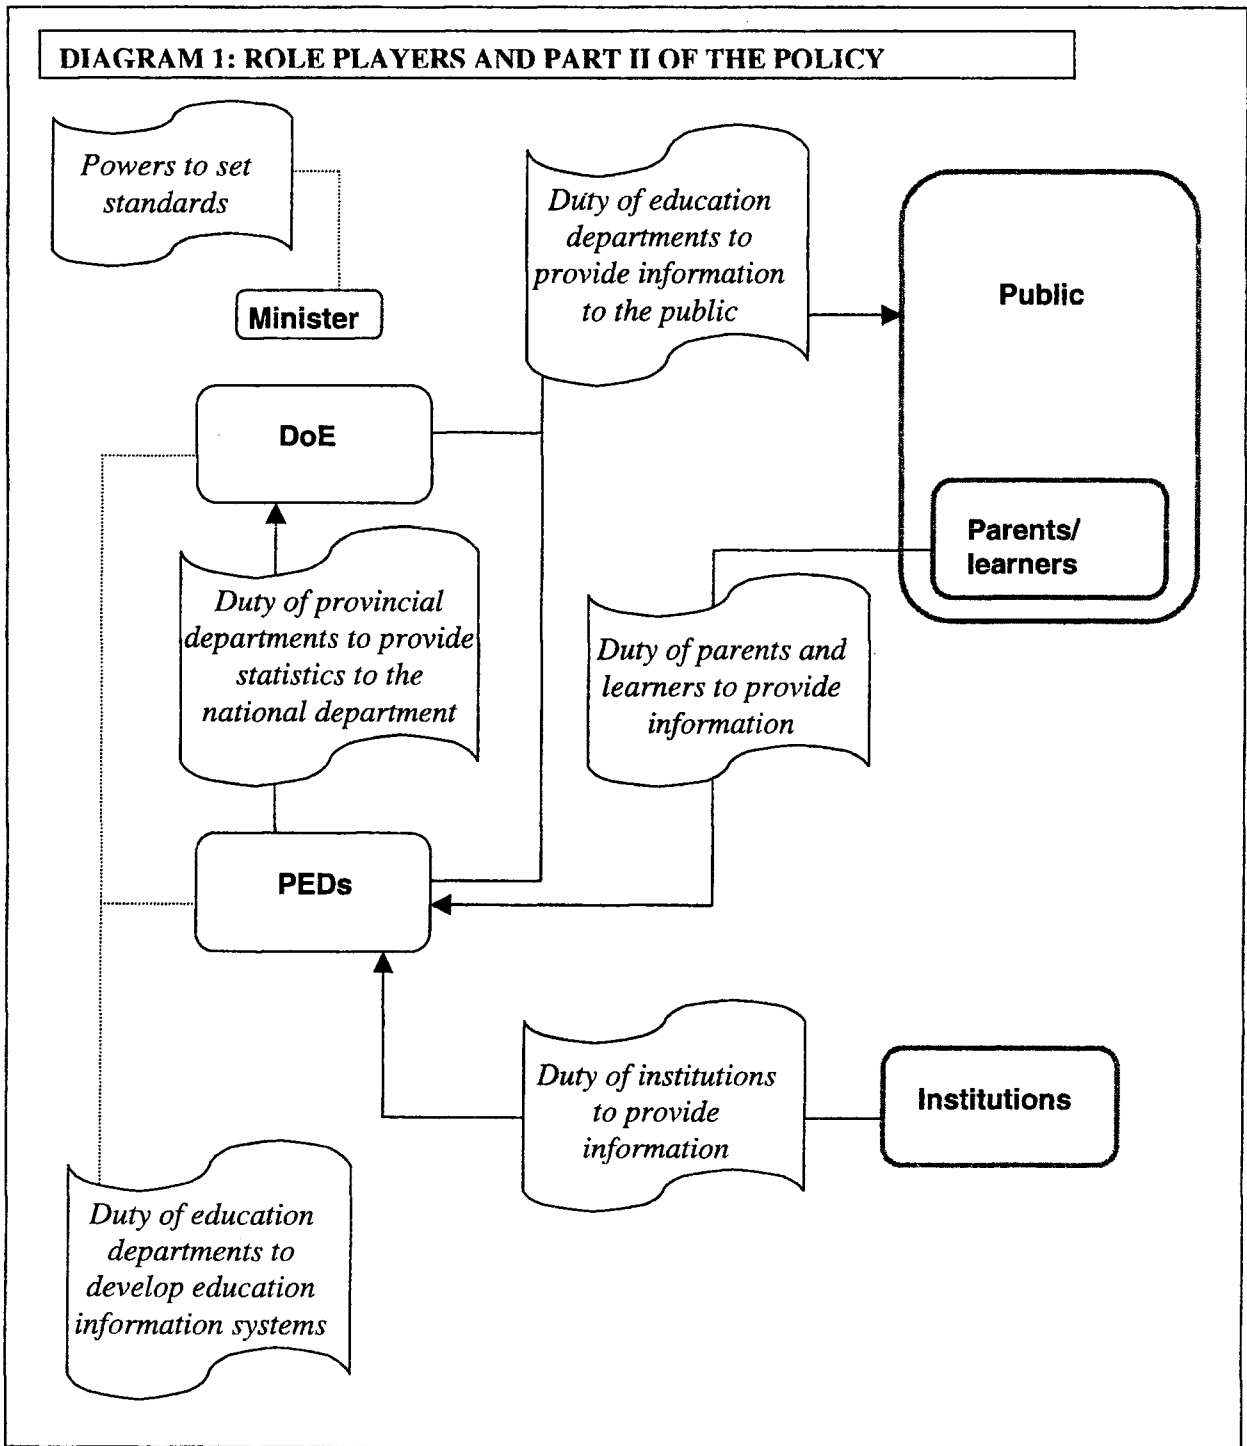 DIAGRAM 1: ROLE PLAYERS AND PART II OF THE POLICY
Powers to set
standards
Minister
Duty of education
departments to
provide information
to the public
Public
DoE
Parents/
learners
Duty of provincial
departments to provide
statistics to the
national department
Duty of parents and
learners to provide
information
PEDs
Duty of institutions
to provide
information
Institutions
Duty of education
departments to
develop education
information systems